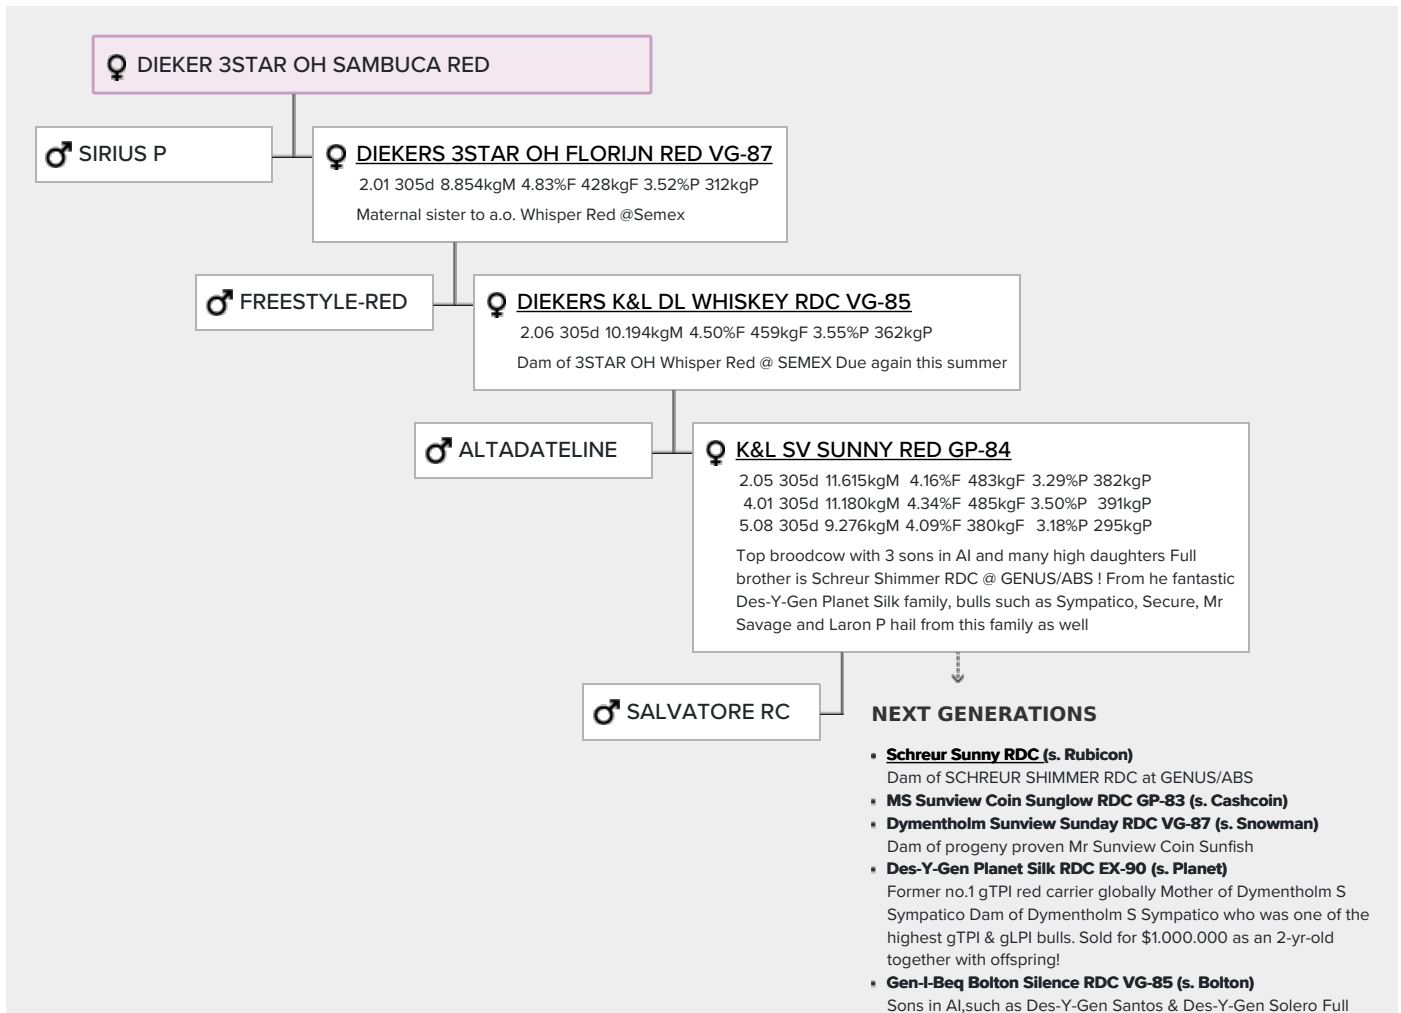 DIEKER 3STAR OH SAMBUCA RED
SIRIUS P
DIEKERS 3STAR OH FLORIJN RED VG-87
2.01 305d 8.854kgM 4.83%F 428kgF 3.52%P 312kgP
Maternal sister to a.o. Whisper Red @Semex
FREESTYLE-RED
DIEKERS K&L DL WHISKEY RDC VG-85
2.06 305d 10.194kgM 4.50%F 459kgF 3.55%P 362kgP
Dam of 3STAR OH Whisper Red @ SEMEX Due again this summer
ALTADATELINE
K&L SV SUNNY RED GP-84
2.05 305d 11.615kgM 4.16%F 483kgF 3.29%P 382kgP
4.01 305d 11.180kgM 4.34%F 485kgF 3.50%P 391kgP
5.08 305d 9.276kgM 4.09%F 380kgF 3.18%P 295kgP
Top broodcow with 3 sons in AI and many high daughters Full
brother is Schreur Shimmer RDC @ GENUS/ABS ! From he fantastic
Des-Y-Gen Planet Silk family, bulls such as Sympatico, Secure, Mr
Savage and Laron P hail from this family as well
SALVATORE RC
NEXT GENERATIONS
Schreur Sunny RDC (s. Rubicon)
Dam of SCHREUR SHIMMER RDC at GENUS/ABS
MS Sunview Coin Sunglow RDC GP-83 (s. Cashcoin)
Dymentholm Sunview Sunday RDC VG-87 (s. Snowman)
Dam of progeny proven Mr Sunview Coin Sunfish
Des-Y-Gen Planet Silk RDC EX-90 (s. Planet)
Former no.1 gTPI red carrier globally Mother of Dymentholm S
Sympatico Dam of Dymentholm S Sympatico who was one of the
highest gTPI & gLPI bulls. Sold for $1.000.000 as an 2-yr-old
together with offspring!
Gen-I-Beq Bolton Silence RDC VG-85 (s. Bolton)
Sons in AI,such as Des-Y-Gen Santos & Des-Y-Gen Solero Full